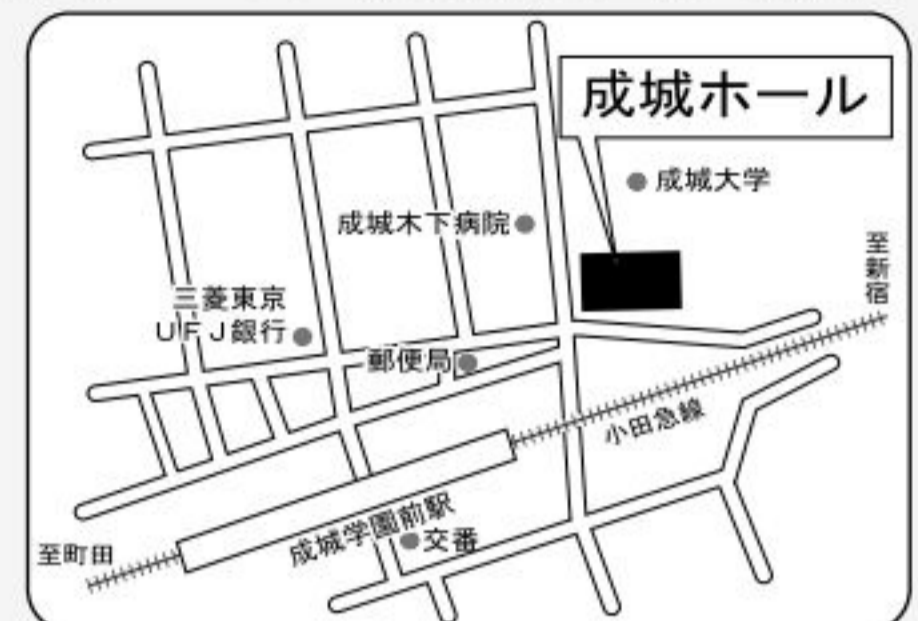 成城ホール
成城大学
成城木下病院
至新宿
三菱東京
ＵＦＪ銀行
郵便局
小田急線
成城学園前駅
交番
至町田